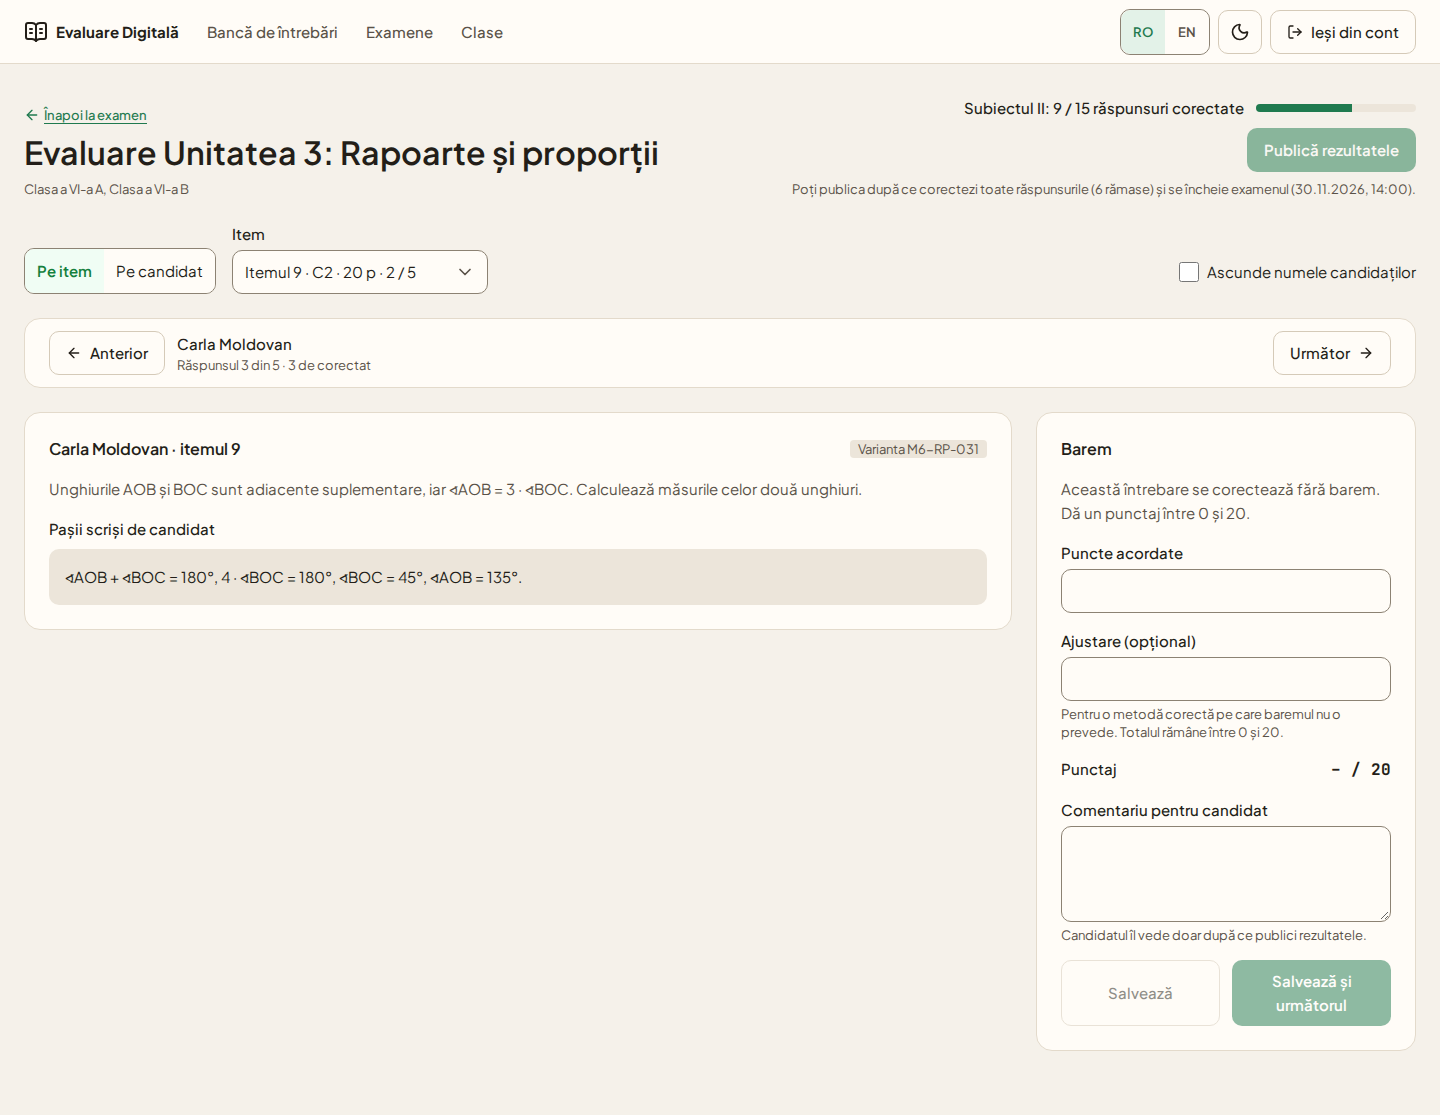 Evaluare Digitală
Bancă de întrebări
Examene
Clase
RO
EN
Ieși din cont
Înapoi la examen
Subiectul II: 9 / 15 răspunsuri corectate
Evaluare Unitatea 3: Rapoarte și proporții
Publică rezultatele
Clasa a VI-a A, Clasa a VI-a B
Poți publica după ce corectezi toate răspunsurile (6 rămase) și se încheie examenul (30.11.2026, 14:00).
Item
Pe item
Pe candidat
Itemul 9 · C2 · 20 p · 2 / 5
Ascunde numele candidaților
Anterior
Carla Moldovan
Răspunsul 3 din 5 · 3 de corectat
Următor
Carla Moldovan · itemul 9
Varianta M6-RP-031
Unghiurile AOB și BOC sunt adiacente suplementare, iar ∢AOB = 3 · ∢BOC. Calculează măsurile celor două unghiuri.
Pașii scriși de candidat
∢AOB + ∢BOC = 180°, 4 · ∢BOC = 180°, ∢BOC = 45°, ∢AOB = 135°.
Barem
Această întrebare se corectează fără barem.
Dă un punctaj între 0 și 20.
Puncte acordate
Ajustare (opțional)
Pentru o metodă corectă pe care baremul nu o
prevede. Totalul rămâne între 0 și 20.
Punctaj
- / 20
Comentariu pentru candidat
Candidatul îl vede doar după ce publici rezultatele.
Salvează
Salvează și
următorul